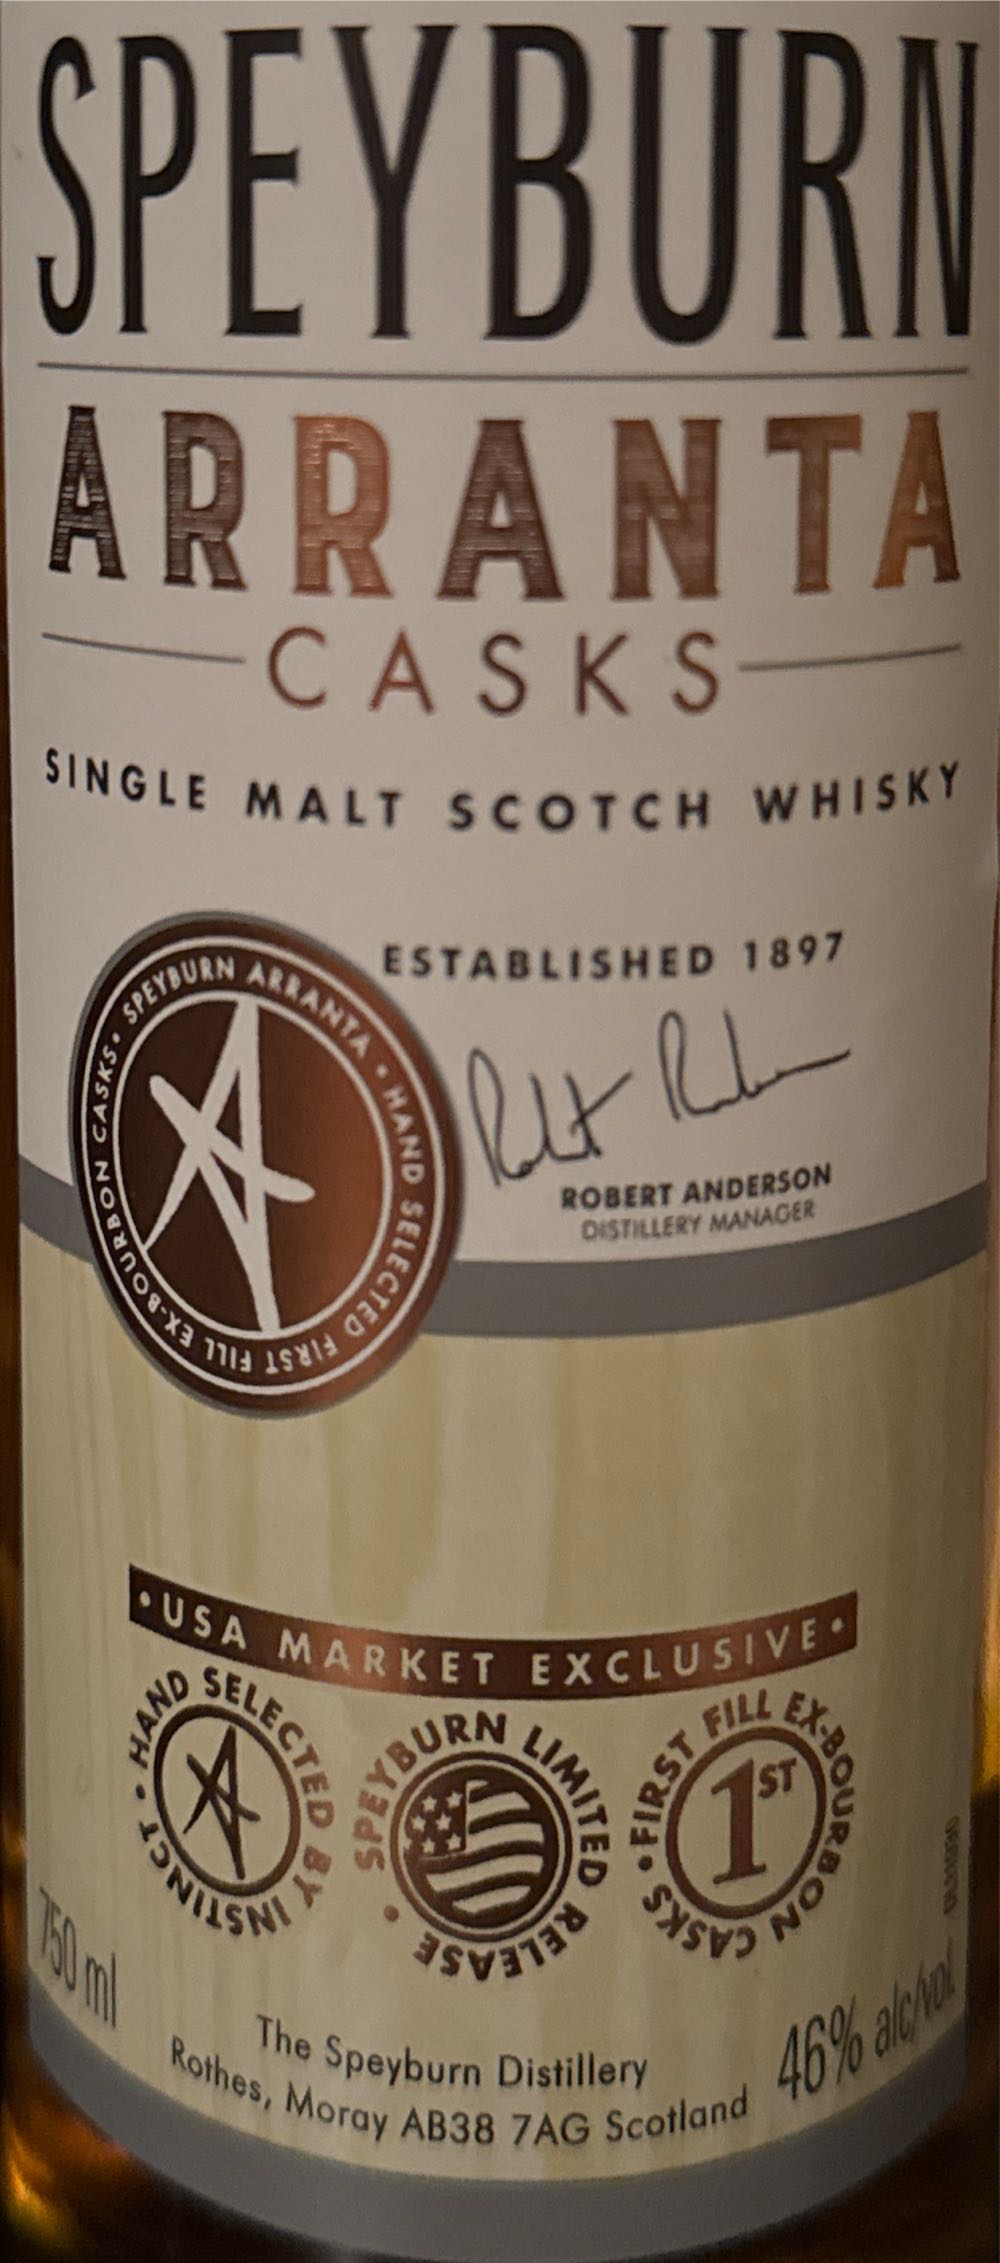 SPEYBURN
ARRANTA
CASKS
SINGLE MALT SCOTCH WHISKY
ESTABLISHED 1897
SPEYBURN ARRANTA • HAND SELECTED FIRST FILL EX-BOURBON CASKS •
Robert Anderson
ROBERT ANDERSON
DISTILLERY MANAGER
• USA MARKET EXCLUSIVE •
• HAND SELECTED BY INSTINCT
• SPEYBURN LIMITED RELEASE
• FIRST FILL EX-BOURBON CASKS
1ST
750 ml
The Speyburn Distillery
Rothes, Moray AB38 7AG Scotland
46% alc/vol.